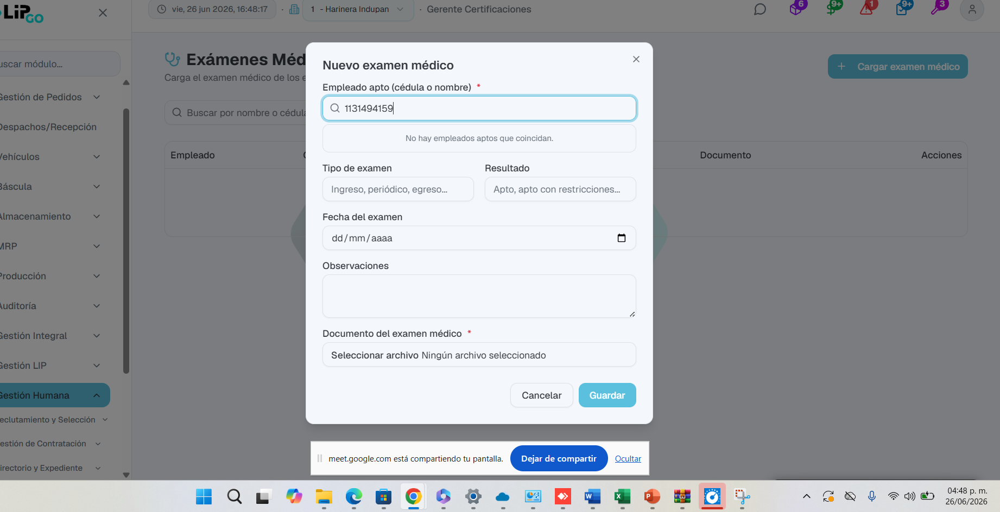 LiP GO
vie, 26 jun 2026, 16:48:17
1 - Harinera Indupan
Gerente Certificaciones
6
9+
1
9+
3
uscar módulo...
Gestión de Pedidos
Despachos/Recepción
Vehículos
Báscula
Almacenamiento
MRP
Producción
Auditoría
Gestión Integral
Gestión LIP
Gestión Humana
eclutamiento y Selección
estión de Contratación
irectorio y Expediente
Exámenes Méd
Carga el examen médico de los e
Cargar examen médico
Buscar por nombre o cédula
Empleado
Documento
Acciones
Nuevo examen médico
Empleado apto (cédula o nombre) *
1131494159
No hay empleados aptos que coincidan.
Tipo de examen
Resultado
Ingreso, periódico, egreso...
Apto, apto con restricciones...
Fecha del examen
dd/mm/aaaa
Observaciones
Documento del examen médico *
Seleccionar archivo Ningún archivo seleccionado
Cancelar
Guardar
meet.google.com está compartiendo tu pantalla.
Dejar de compartir
Ocultar
04:48 p. m.
26/06/2026